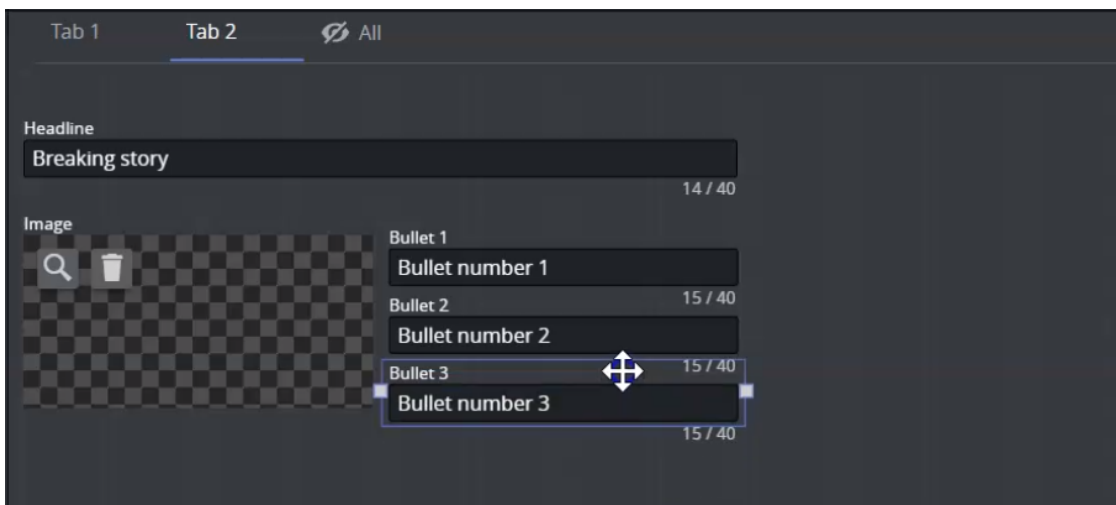 Tab 1 Tab 2 All
Headline
Breaking story
14 / 40
Image
Bullet 1
Bullet number 1
15 / 40
Bullet 2
Bullet number 2
15 / 40
Bullet 3
Bullet number 3
15 / 40